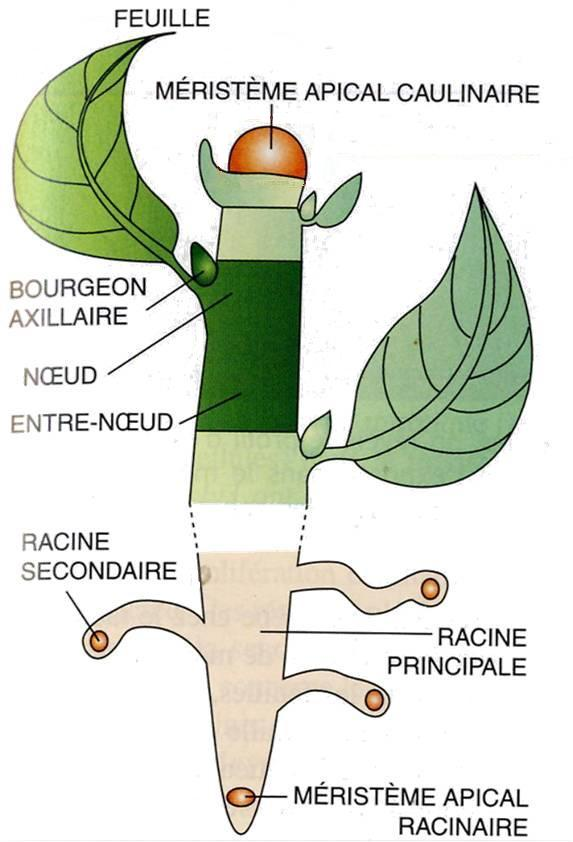 FEUILLE
MÉRISTÈME APICAL CAULINAIRE
BOURGEON
AXILLAIRE
NŒUD
ENTRE-NŒUD
RACINE
SECONDAIRE
RACINE
PRINCIPALE
MÉRISTÈME APICAL
RACINAIRE